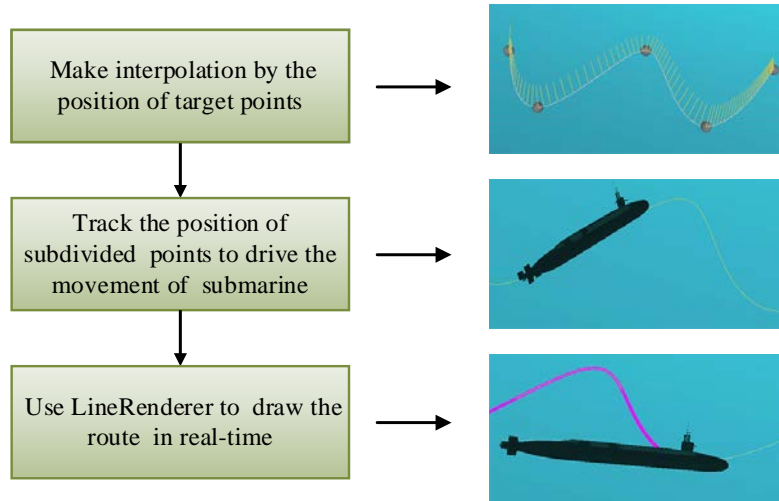 Make interpolation by the
position of target points
Track the position of
subdivided points to drive the
movement of submarine
Use LineRenderer to draw the
route in real-time